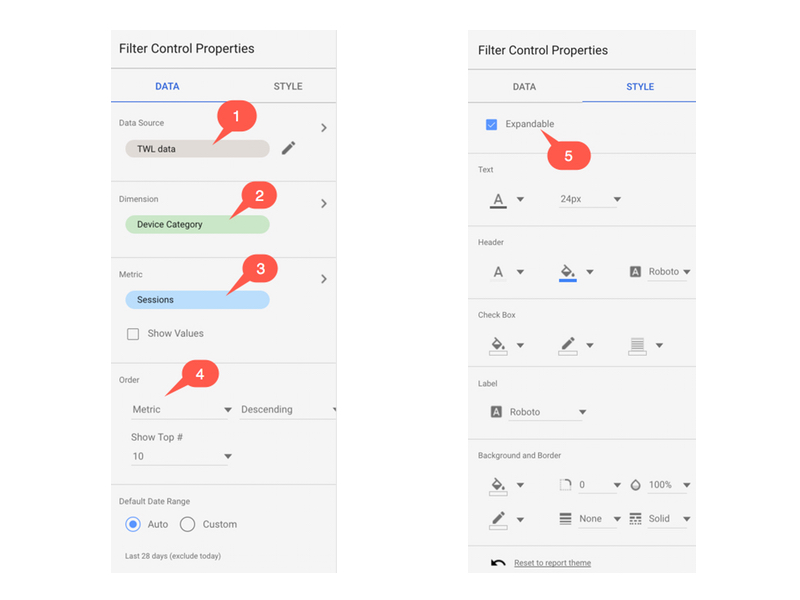 Filter Control Properties
DATA STYLE
1
Data Source
TWL data
2
Dimension
Device Category
3
Metric
Sessions
Show Values
4
Order
Metric Descending
Show Top #
10
Default Date Range
Auto Custom
Last 28 days (exclude today)
Filter Control Properties
DATA STYLE
Expandable
5
Text
A 24px
Header
A A Roboto
Check Box
Label
A Roboto
Background and Border
0 100%
None Solid
Reset to report theme